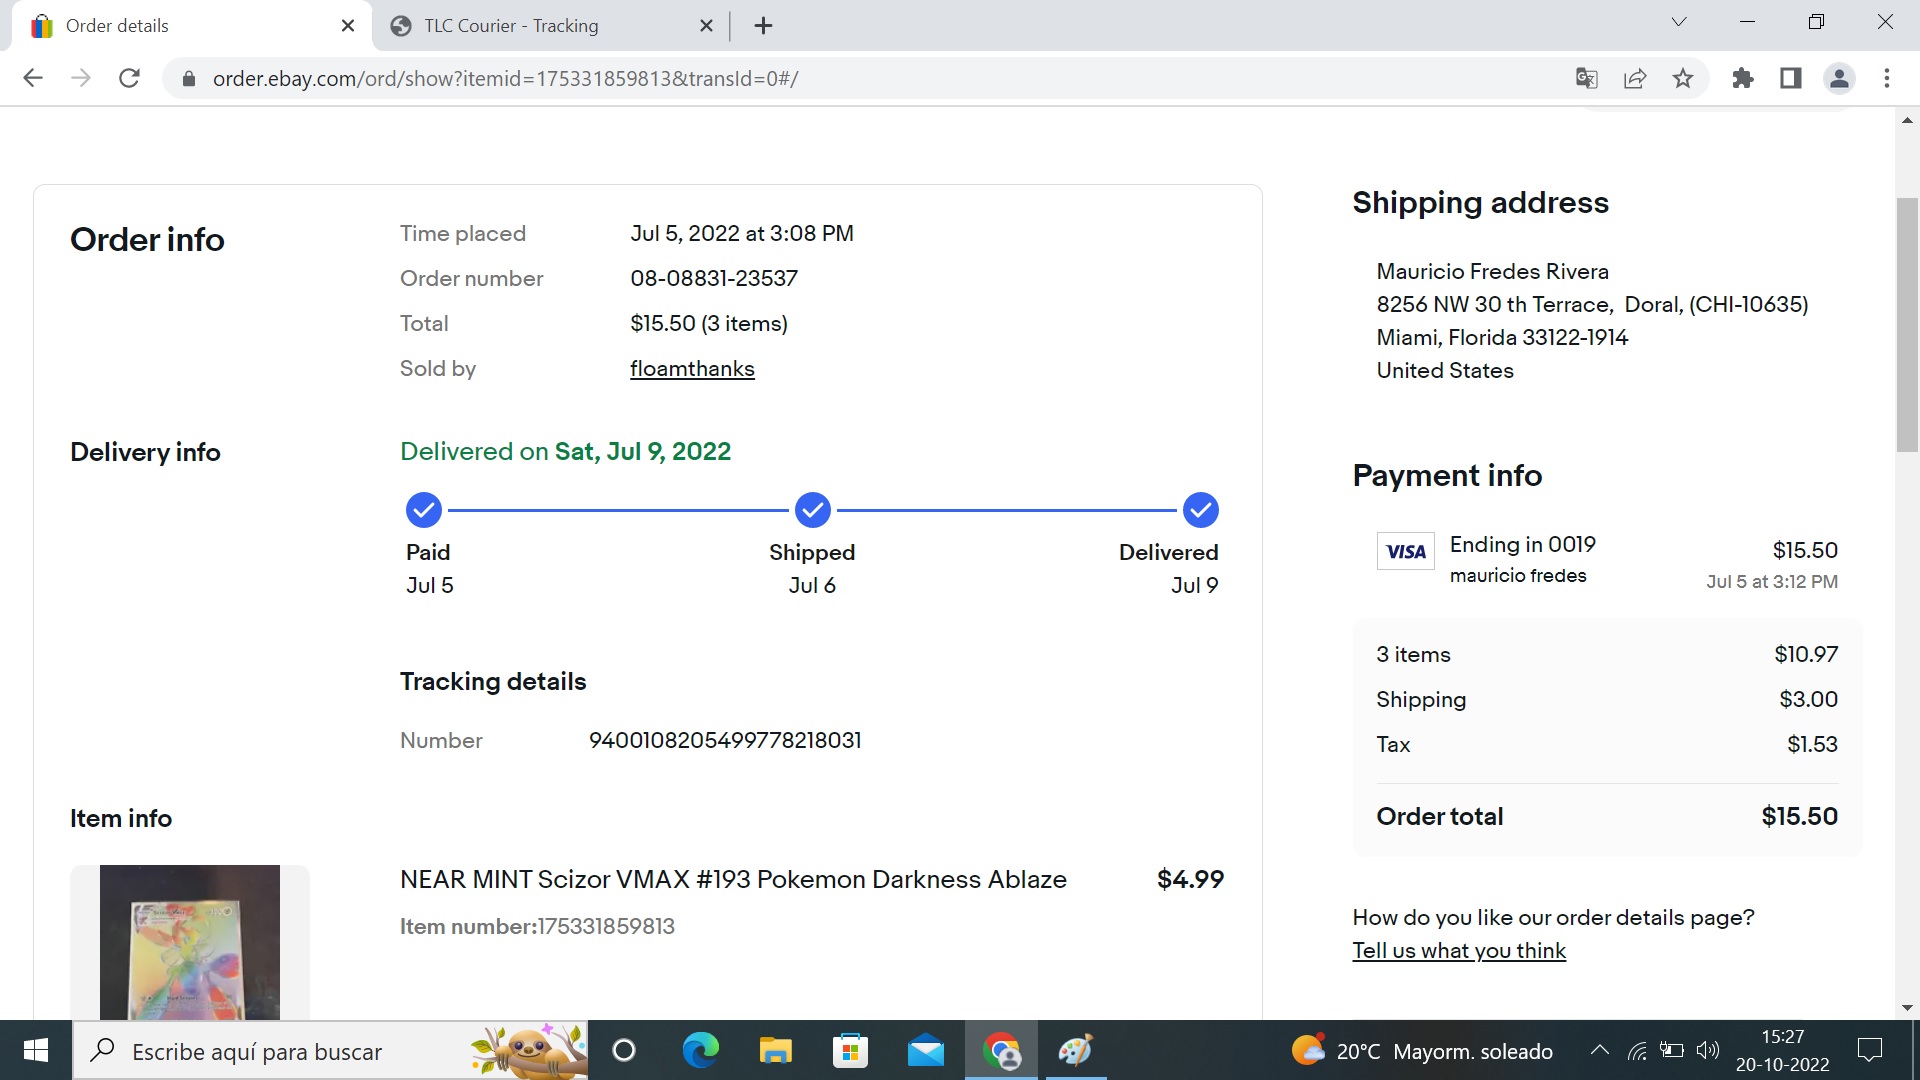 Order details
TLC Courier - Tracking
order.ebay.com/ord/show?itemid=175331859813&transId=0#/
Order info
Time placed Jul 5, 2022 at 3:08 PM
Order number 08-08831-23537
Total $15.50 (3 items)
Sold by floamthanks
Delivery info
Delivered on Sat, Jul 9, 2022
Paid Shipped Delivered
Jul 5 Jul 6 Jul 9
Tracking details
Number 9400108205499778218031
Item info
NEAR MINT Scizor VMAX #193 Pokemon Darkness Ablaze $4.99
Item number:175331859813
Shipping address
Mauricio Fredes Rivera
8256 NW 30 th Terrace, Doral, (CHI-10635)
Miami, Florida 33122-1914
United States
Payment info
VISA
Ending in 0019 $15.50
mauricio fredes Jul 5 at 3:12 PM
3 items $10.97
Shipping $3.00
Tax $1.53
Order total $15.50
How do you like our order details page?
Tell us what you think
Escribe aquí para buscar
20°C Mayorm. soleado
15:27
20-10-2022